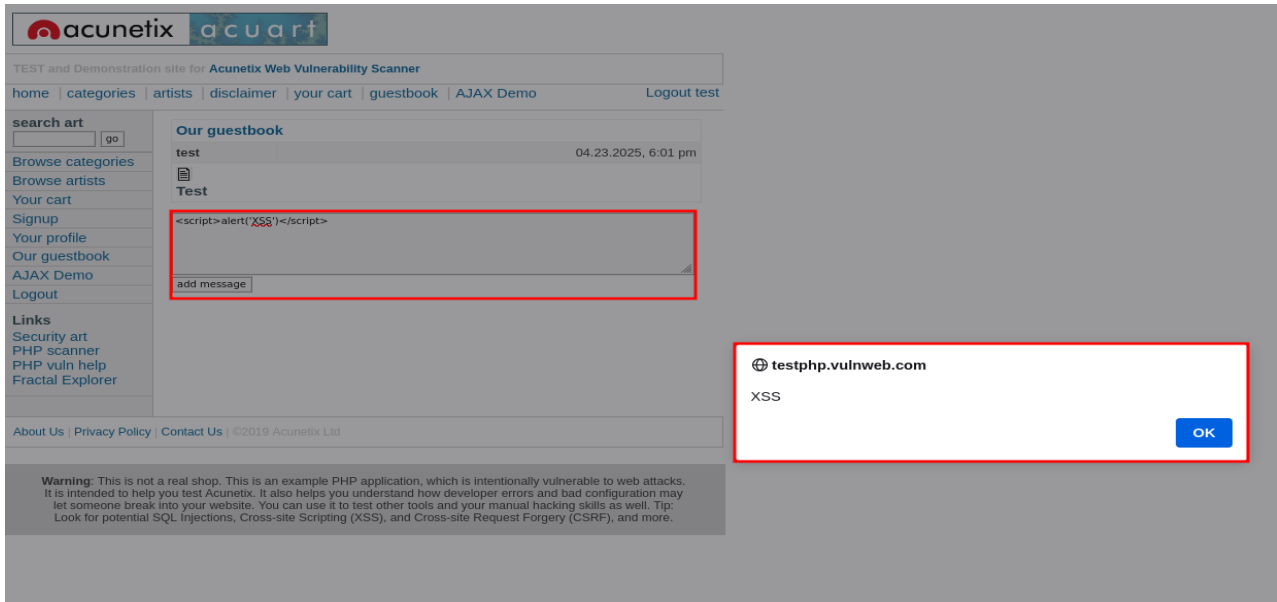 acunetix acuart
TEST and Demonstration site for Acunetix Web Vulnerability Scanner
home | categories | artists | disclaimer | your cart | guestbook | AJAX Demo Logout test
search art
go
Browse categories
Browse artists
Your cart
Signup
Your profile
Our guestbook
AJAX Demo
Logout
Links
Security art
PHP scanner
PHP vuln help
Fractal Explorer
Our guestbook
test 04.23.2025, 6:01 pm
Test
<script>alert('XSS')</script>
add message
testphp.vulnweb.com
XSS
OK
About Us | Privacy Policy | Contact Us | ©2019 Acunetix Ltd
Warning: This is not a real shop. This is an example PHP application, which is intentionally vulnerable to web attacks.
It is intended to help you test Acunetix. It also helps you understand how developer errors and bad configuration may
let someone break into your website. You can use it to test other tools and your manual hacking skills as well. Tip:
Look for potential SQL Injections, Cross-site Scripting (XSS), and Cross-site Request Forgery (CSRF), and more.